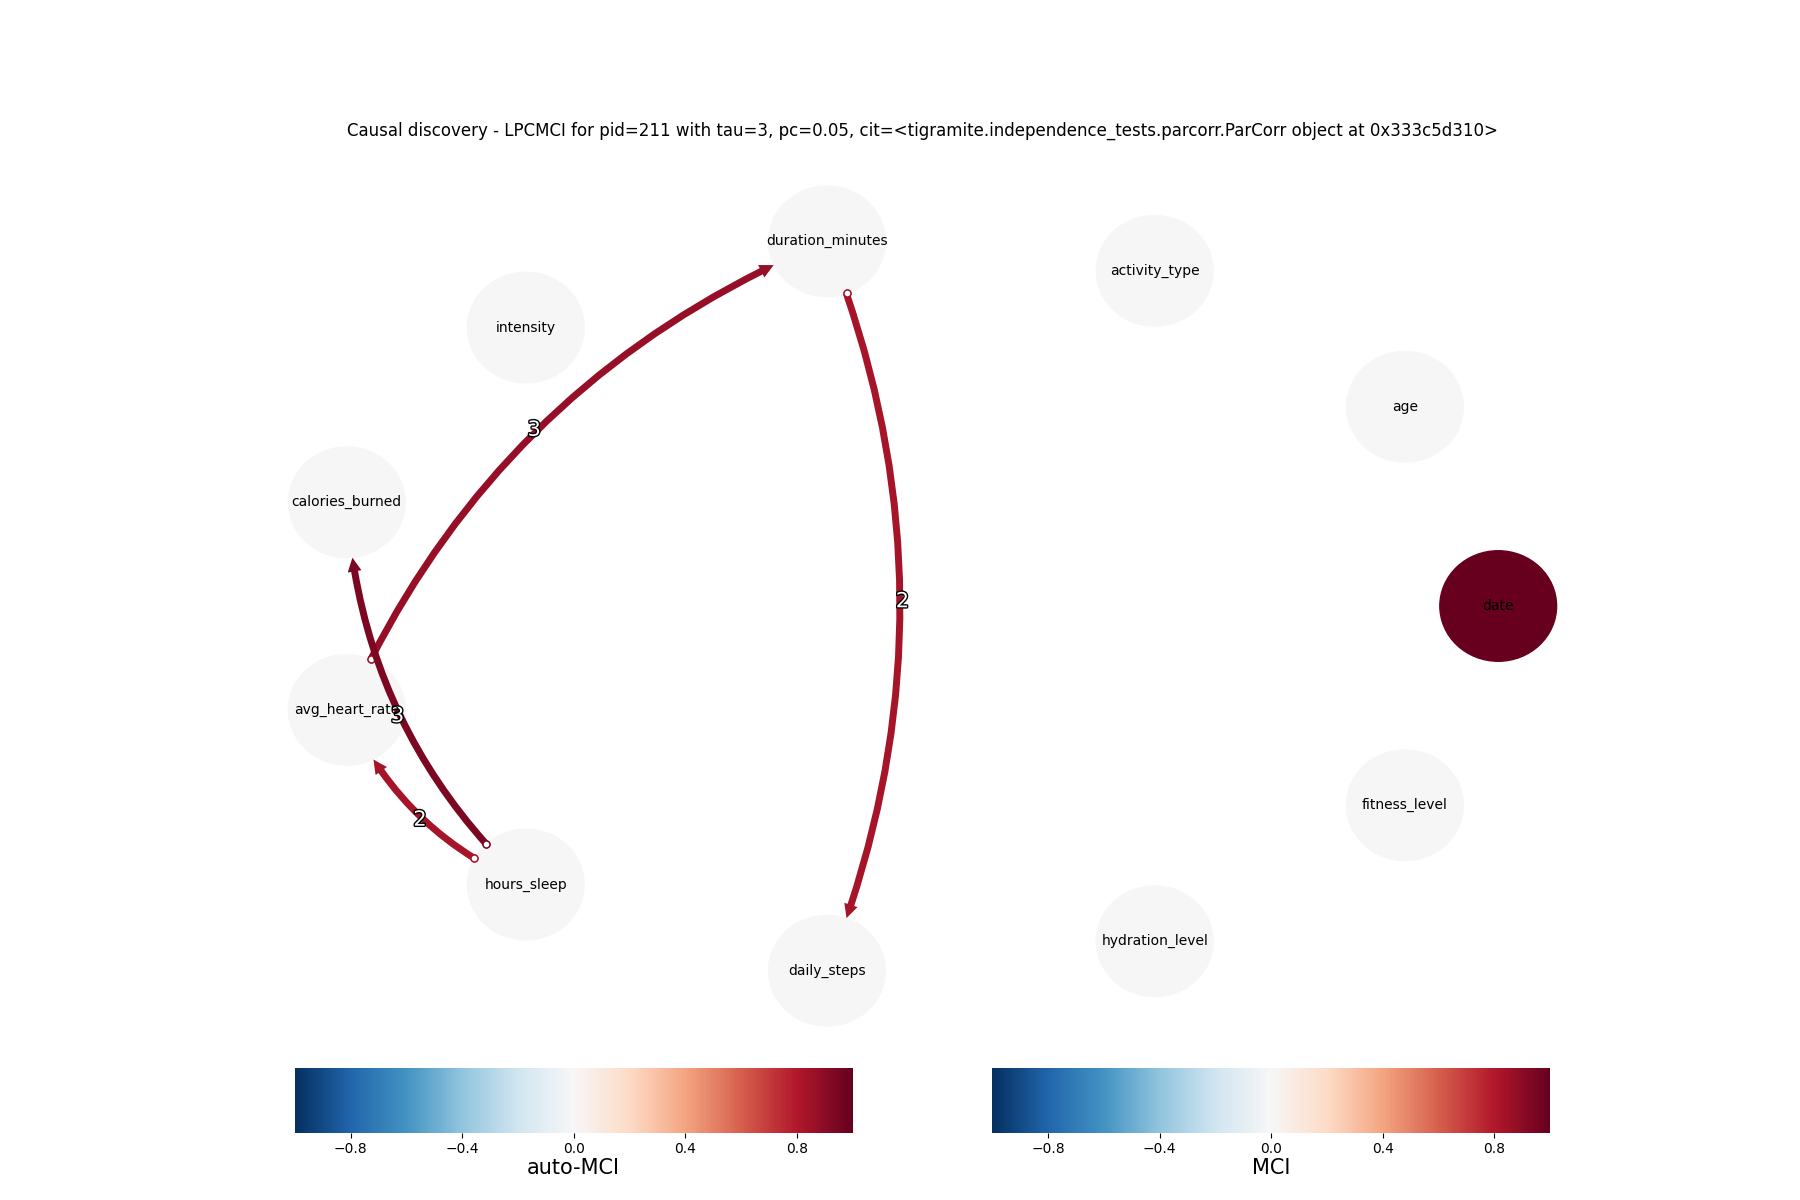 Causal discovery - LPCMCI for pid=211 with tau=3, pc=0.05, cit=<tigramite.independence_tests.parcorr.ParCorr object at 0x333c5d310>
duration_minutes
activity_type
intensity
age
3
calories_burned
2
date
avg_heart_rate
3
fitness_level
2
hours_sleep
hydration_level
daily_steps
−0.8 −0.4 0.0 0.4 0.8
auto-MCI
−0.8 −0.4 0.0 0.4 0.8
MCI